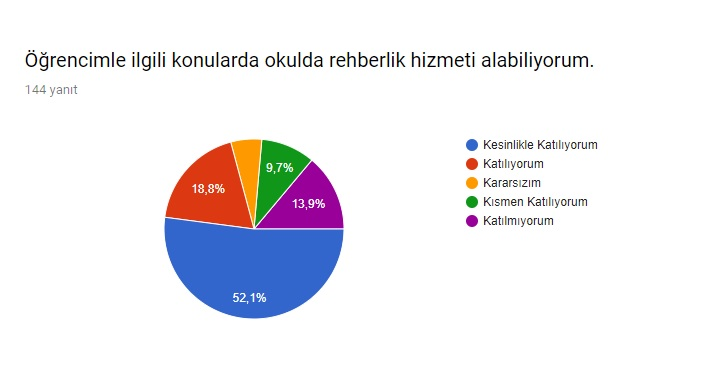 Öğrencimle ilgili konularda okulda rehberlik hizmeti alabiliyorum.
144 yanıt
Kesinlikle Katılıyorum
Katılıyorum
Kararsızım
Kısmen Katılıyorum
Katılmıyorum
9,7%
18,8%
13,9%
52,1%